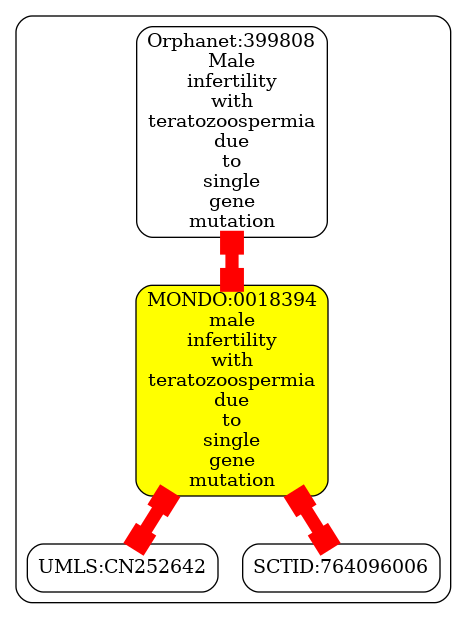 Orphanet:399808
Male
infertility
with
teratozoospermia
due
to
single
gene
mutation
MONDO:0018394
male
infertility
with
teratozoospermia
due
to
single
gene
mutation
UMLS:CN252642
SCTID:764096006